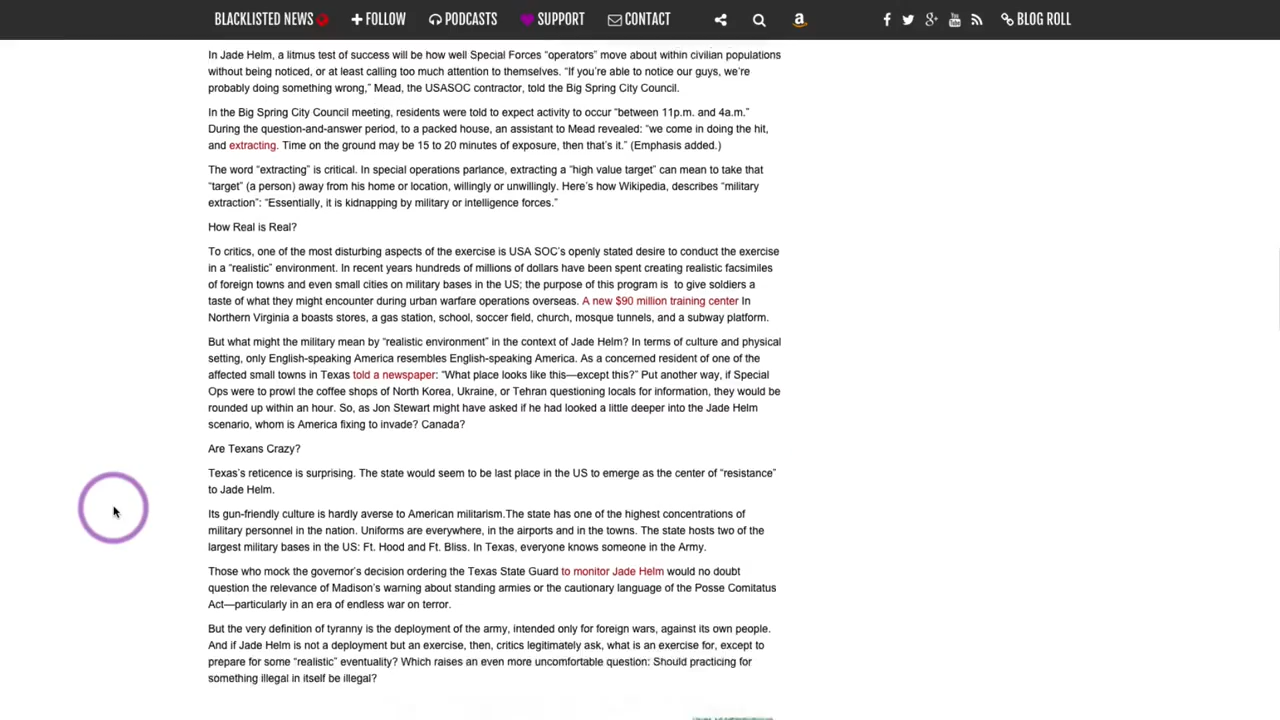 BLACKLISTED NEWS FOLLOW PODCASTS SUPPORT CONTACT BLOG ROLL
In Jade Helm, a litmus test of success will be how well Special Forces “operators” move about within civilian populations
without being noticed, or at least calling too much attention to themselves. “If you’re able to notice our guys, we’re
probably doing something wrong,” Mead, the USASOC contractor, told the Big Spring City Council.
In the Big Spring City Council meeting, residents were told to expect activity to occur “between 11p.m. and 4a.m.”
During the question-and-answer period, to a packed house, an assistant to Mead revealed: “we come in doing the hit,
and extracting. Time on the ground may be 15 to 20 minutes of exposure, then that’s it.” (Emphasis added.)
The word “extracting” is critical. In special operations parlance, extracting a “high value target” can mean to take that
“target” (a person) away from his home or location, willingly or unwillingly. Here’s how Wikipedia, describes “military
extraction”: “Essentially, it is kidnapping by military or intelligence forces.”
How Real is Real?
To critics, one of the most disturbing aspects of the exercise is USA SOC’s openly stated desire to conduct the exercise
in a “realistic” environment. In recent years hundreds of millions of dollars have been spent creating realistic facsimiles
of foreign towns and even small cities on military bases in the US; the purpose of this program is to give soldiers a
taste of what they might encounter during urban warfare operations overseas. A new $90 million training center In
Northern Virginia a boasts stores, a gas station, school, soccer field, church, mosque tunnels, and a subway platform.
But what might the military mean by “realistic environment” in the context of Jade Helm? In terms of culture and physical
setting, only English-speaking America resembles English-speaking America. As a concerned resident of one of the
affected small towns in Texas told a newspaper: “What place looks like this—except this?” Put another way, if Special
Ops were to prowl the coffee shops of North Korea, Ukraine, or Tehran questioning locals for information, they would be
rounded up within an hour. So, as Jon Stewart might have asked if he had looked a little deeper into the Jade Helm
scenario, whom is America fixing to invade? Canada?
Are Texans Crazy?
Texas’s reticence is surprising. The state would seem to be last place in the US to emerge as the center of “resistance”
to Jade Helm.
Its gun-friendly culture is hardly averse to American militarism.The state has one of the highest concentrations of
military personnel in the nation. Uniforms are everywhere, in the airports and in the towns. The state hosts two of the
largest military bases in the US: Ft. Hood and Ft. Bliss. In Texas, everyone knows someone in the Army.
Those who mock the governor’s decision ordering the Texas State Guard to monitor Jade Helm would no doubt
question the relevance of Madison’s warning about standing armies or the cautionary language of the Posse Comitatus
Act—particularly in an era of endless war on terror.
But the very definition of tyranny is the deployment of the army, intended only for foreign wars, against its own people.
And if Jade Helm is not a deployment but an exercise, then, critics legitimately ask, what is an exercise for, except to
prepare for some “realistic” eventuality? Which raises an even more uncomfortable question: Should practicing for
something illegal in itself be illegal?